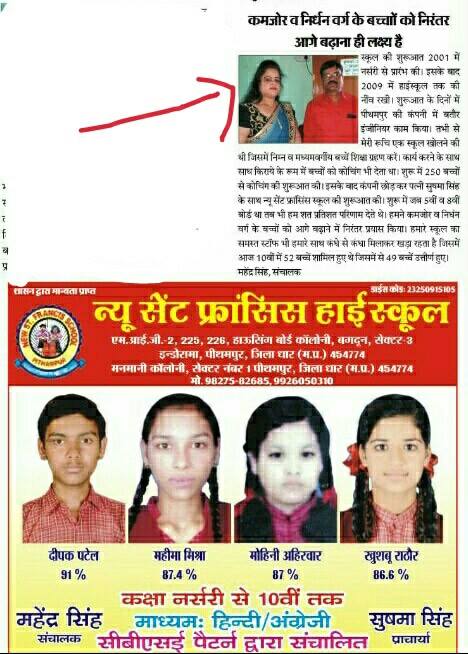 कमजोर व निर्धन वर्ग के बच्चाों को निरंतर
आगे बढ़ाना ही लक्ष्य है
स्कूल की शुरूआत 2001 में
नर्सरी से प्रारंभ की। इसके बाद
2009 में हाईस्कूल तक की
नींव रखी। शुरूआत के दिनों में
पीथमपुर की कंपनी में बतौर
इंजीनियर काम किया। तभी से
मेरी रूचि एक स्कूल खोलने की
थी जिसमें निम्न व मध्यमवर्गीय बच्चें शिक्षा ग्रहण करें। कार्य करने के साथ
साथ किराये के रूम में बच्चों को कोचिंग भी देता था। शुरू में 250 बच्चों
से कोचिंग की शुरूआत की। इसके बाद कंपनी छोड़ कर पत्नी सुषमा सिंह
के साथ न्यू सेंट फ्रांसिंस स्कूल की शुरूआत की। शुरू में जब 5वीं व 8वीं
बोर्ड था तब भी हम शत प्रतिशत परिणाम देते थे। हमने कमजोर व निर्धन
वर्ग के बच्चों को आगे बढ़ाने में निरंतर प्रयास किया। हमारे स्कूल का
समस्त स्टॉफ भी हमारे साथ कंधे से कंधा मिलाकर खड़ा रहता है जिसमें
आज 10वीं में 52 बच्चें शामिल हुए थे जिसमें से 49 बच्चें उत्तीर्ण हुए।
महेंद्र सिंह, संचालक
शासन द्वारा मान्यता प्राप्त
डाईस कोड: 23250915105
न्यू सेंट फ्रांसिस हाई स्कूल
NEW ST. FRANCIS SCHOOL
PITHAMPUR
एम.आई.जी.-2, 225, 226, हाऊसिंग बोर्ड कॉलोनी, बगदून, सेक्टर-3
इन्डोरामा, पीथमपुर, जिला धार (म.प्र.) 454774
मनमानी कॉलोनी, सेक्टर नंबर 1 पीथमपुर, जिला धार (म.प्र.) 454774
मो. 98275-82685, 9926050310
दीपक पटेल
91 %
महीमा मिश्रा
87.4 %
मोहिनी अहिरवार
87 %
खुशबू राठौर
86.6 %
कक्षा नर्सरी से 10वीं तक
माध्यम: हिन्दी/अंग्रेजी
सीबीएसई पैटर्न द्वारा संचालित
महेंद्र सिंह
संचालक
सुषमा सिंह
प्राचार्या